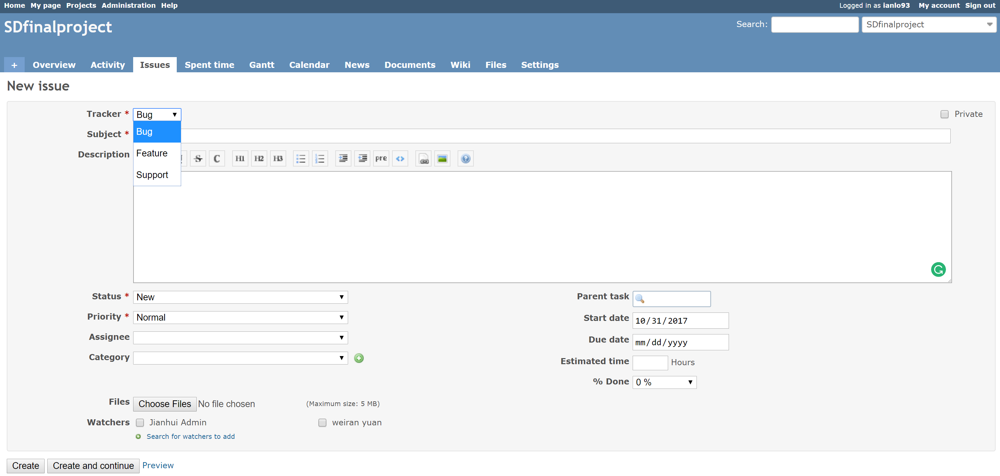 Home My page Projects Administration Help Logged in as ianlo93 My account Sign out
SDfinalproject Search: SDfinalproject
+ Overview Activity Issues Spent time Gantt Calendar News Documents Wiki Files Settings
New issue
Tracker * Bug Private
Bug
Subject *
Feature
Description S C H1 H2 H3 pre <> ?
Support
G
Status * New Parent task
Priority * Normal Start date 10/31/2017
Assignee Due date mm/dd/yyyy
Category Estimated time Hours
% Done 0 %
Files Choose Files No file chosen (Maximum size: 5 MB)
Watchers Jianhui Admin weiran yuan
Search for watchers to add
Create Create and continue Preview